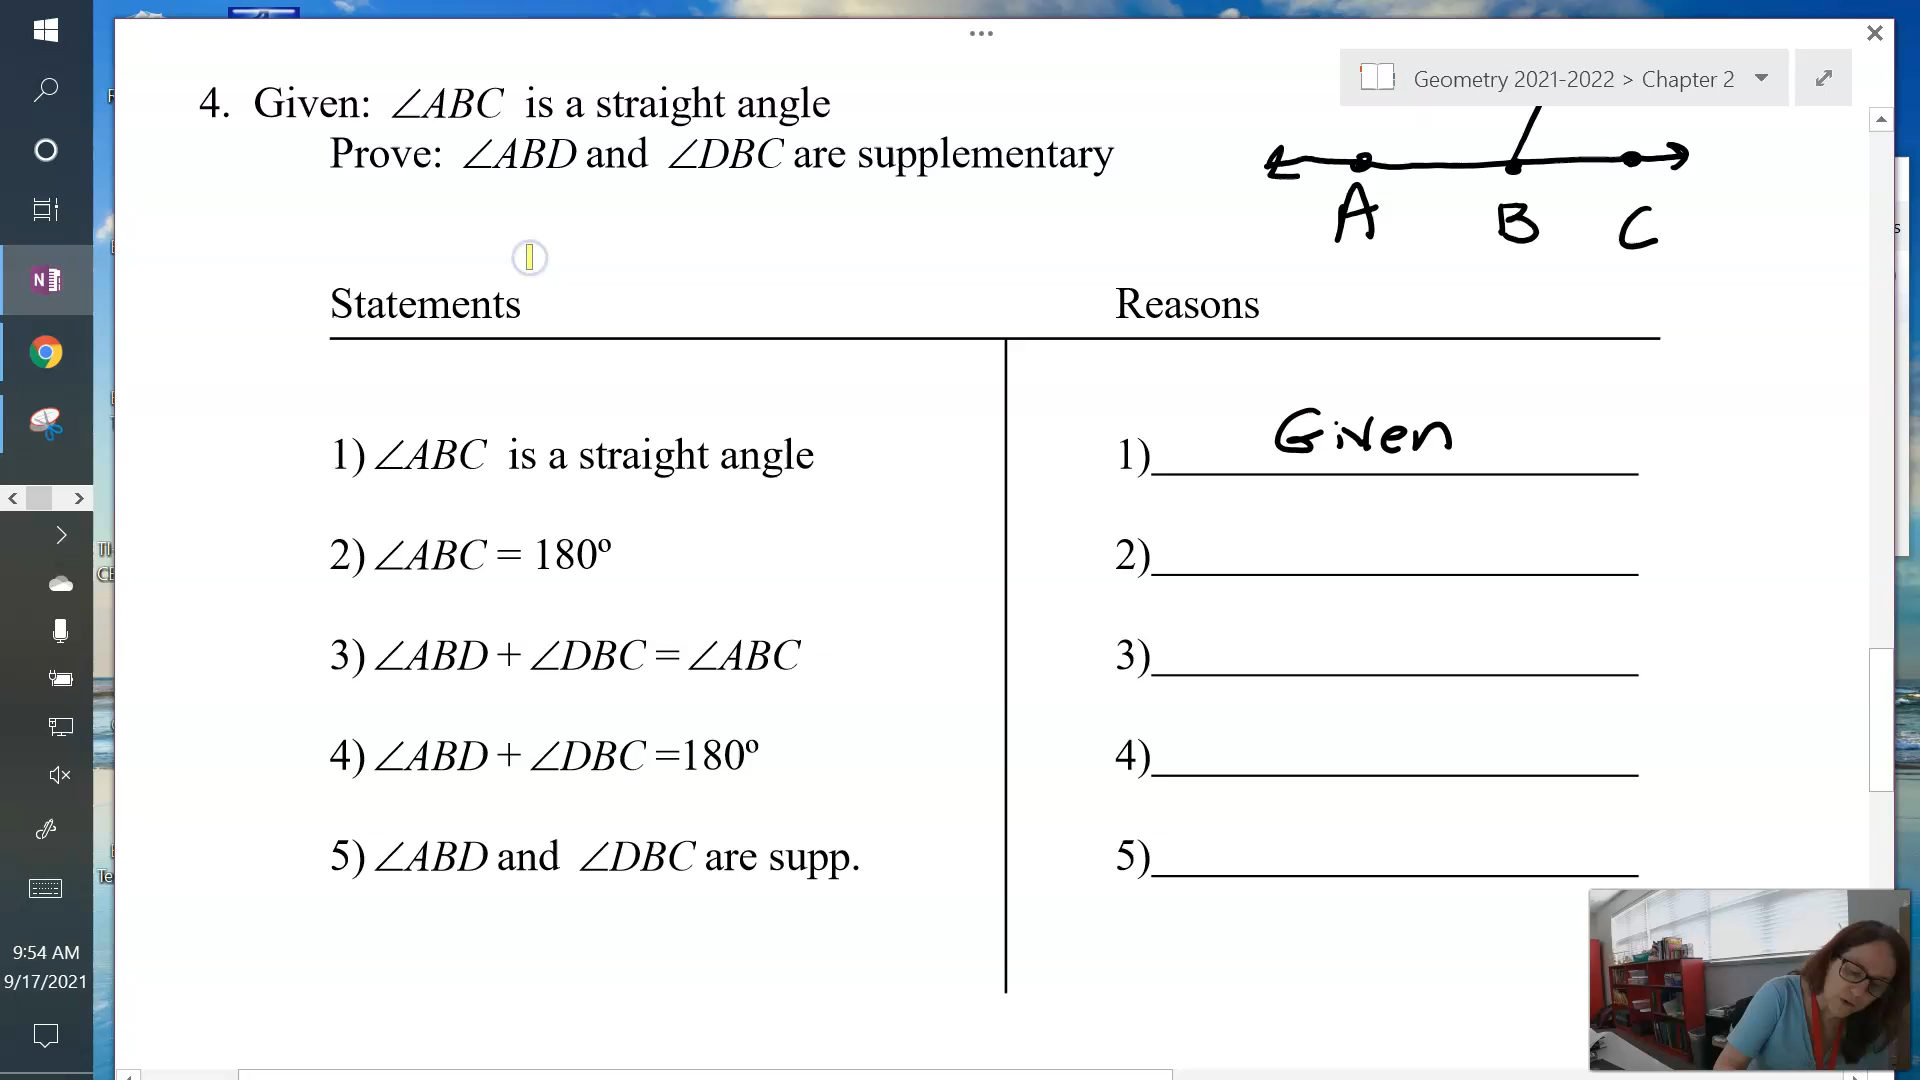 Geometry 2021-2022 > Chapter 2
4. Given: ∠ABC is a straight angle
Prove: ∠ABD and ∠DBC are supplementary
A B C
Statements Reasons
1) ∠ABC is a straight angle 1) Given
2) ∠ABC = 180º 2)
3) ∠ABD + ∠DBC = ∠ABC 3)
4) ∠ABD + ∠DBC =180º 4)
5) ∠ABD and ∠DBC are supp. 5)
9:54 AM
9/17/2021